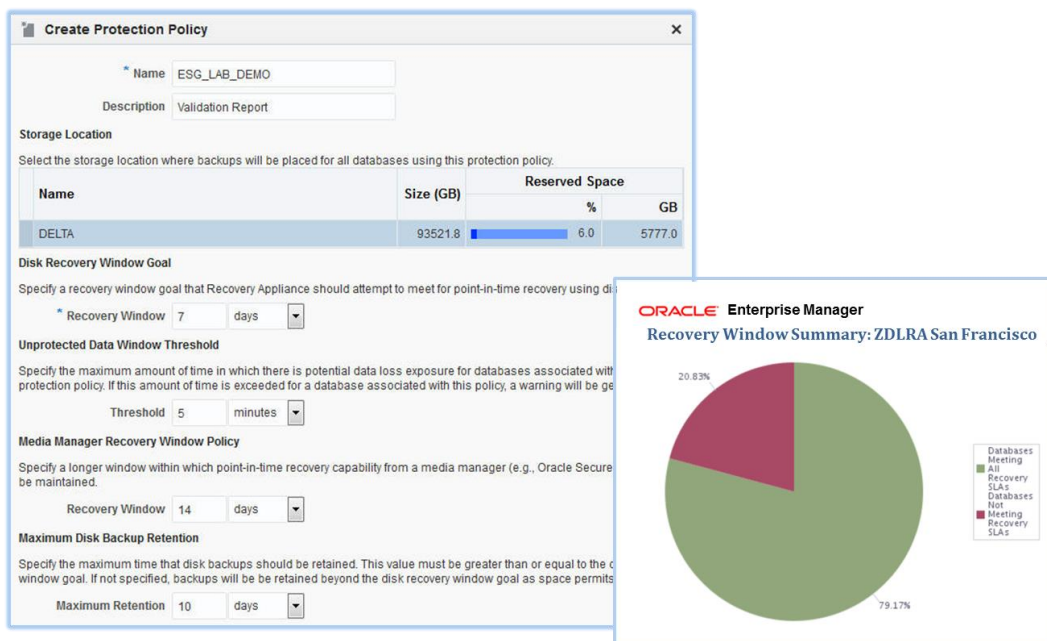 Create Protection Policy
* Name ESG_LAB_DEMO
Description Validation Report
Storage Location
Select the storage location where backups will be placed for all databases using this protection policy.
Name Size (GB) Reserved Space
% GB
DELTA 93521.8 6.0 5777.0
Disk Recovery Window Goal
Specify a recovery window goal that Recovery Appliance should attempt to meet for point-in-time recovery using
* Recovery Window 7 days
Unprotected Data Window Threshold
Specify the maximum amount of time in which there is potential data loss exposure for databases associated
protection policy. If this amount of time is exceeded for a database associated with this policy, a warning will be
Threshold 5 minutes
Media Manager Recovery Window Policy
Specify a longer window within which point-in-time recovery capability from a media manager (e.g., Oracle Secure
be maintained.
Recovery Window 14 days
Maximum Disk Backup Retention
Specify the maximum time that disk backups should be retained. This value must be greater than or equal to the
window goal. If not specified, backups will be be retained beyond the disk recovery window goal as space permits
Maximum Retention 10 days
ORACLE Enterprise Manager
Recovery Window Summary: ZDLRA San Francisco
20.83%
79.17%
Databases
Meeting
All
Recovery
SLAs
Databases
Not
Meeting
Recovery
SLAs